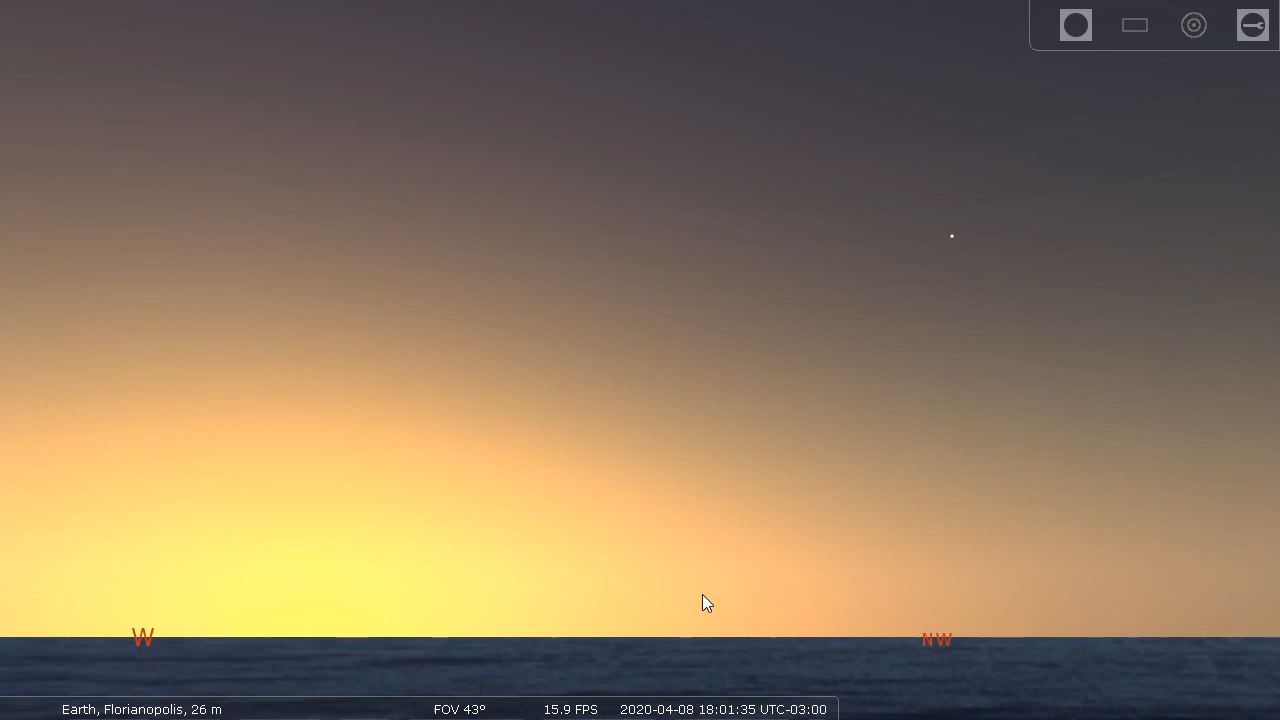 W
NW
Earth, Florianopolis, 26 m FOV 43° 15.9 FPS 2020-04-08 18:01:35 UTC-03:00